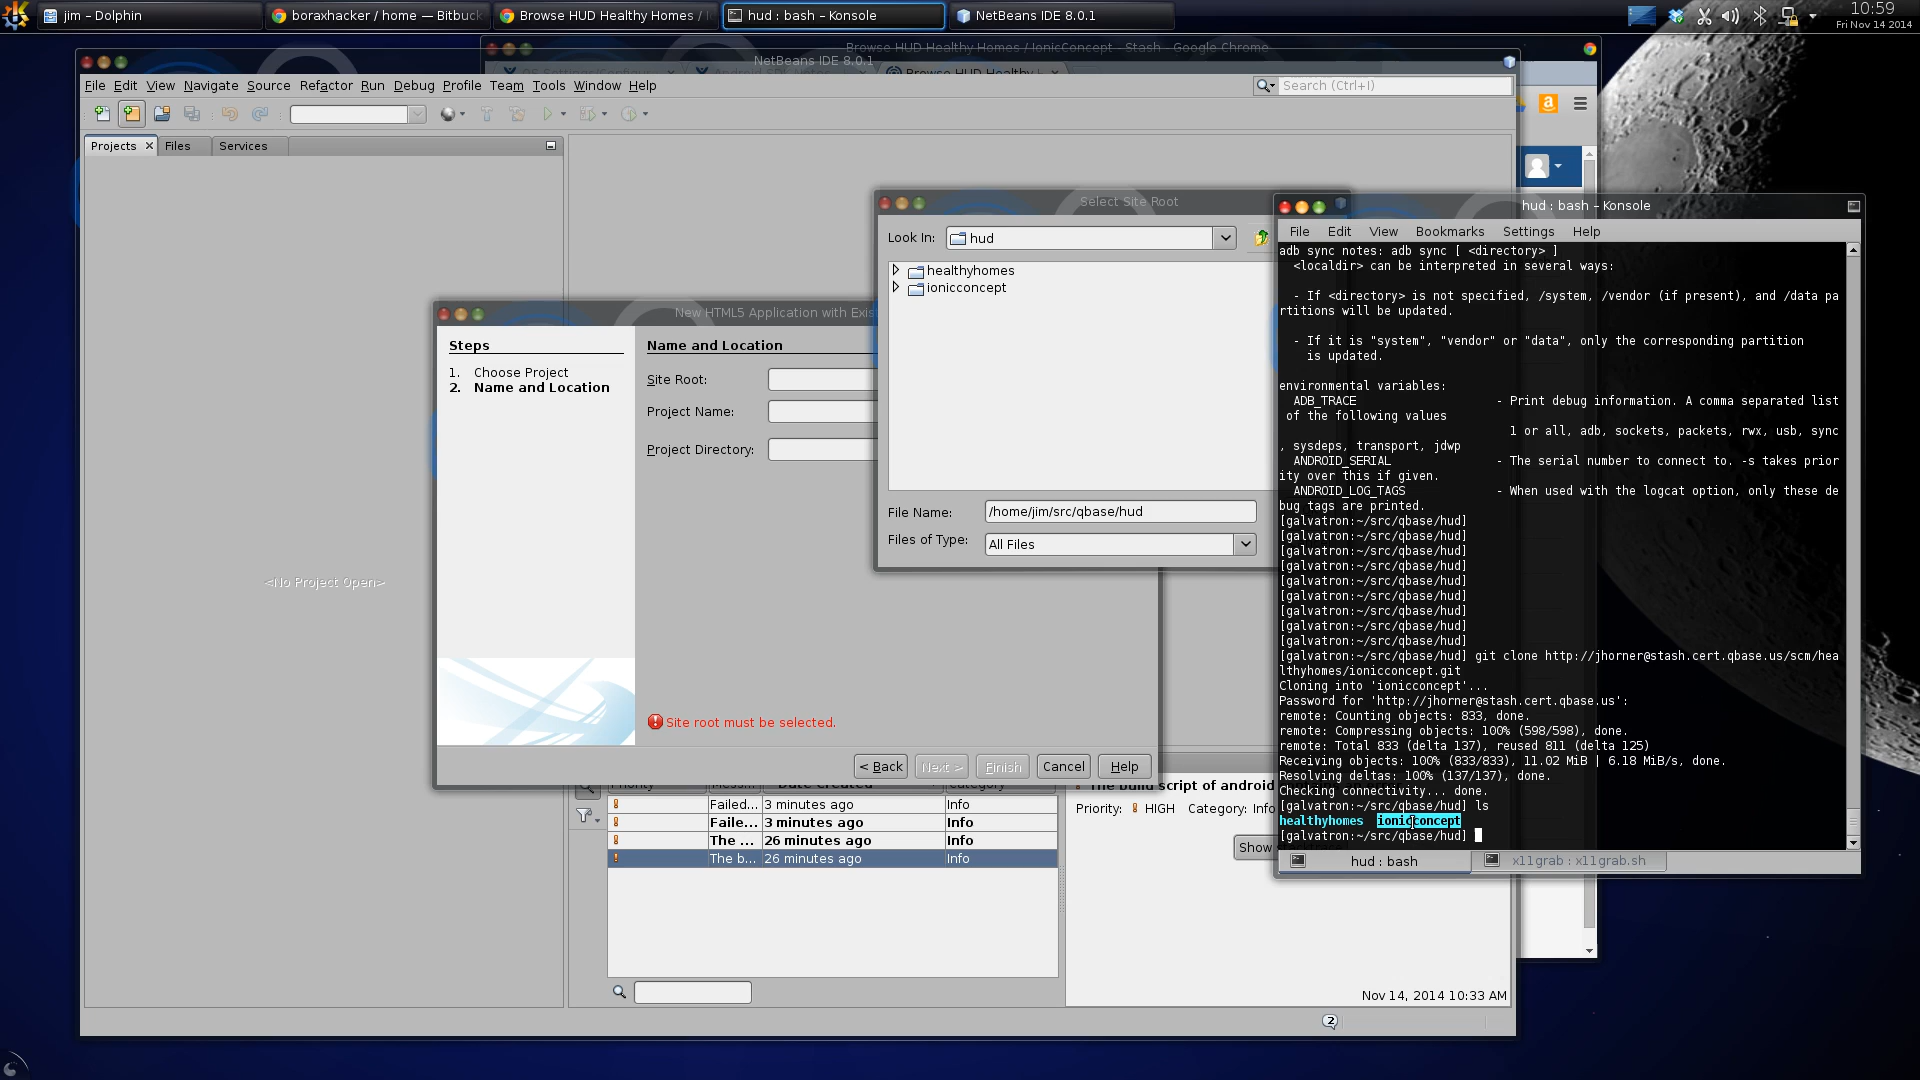 jim – Dolphin
boraxhacker / home — Bitbuck
Browse HUD Healthy Homes /
hud : bash – Konsole
NetBeans IDE 8.0.1
10:59
Fri Nov 14 2014
Browse HUD Healthy Homes / IonicConcept - Stash - Google Chrome
NetBeans IDE 8.0.1
File Edit View Navigate Source Refactor Run Debug Profile Team Tools Window Help
Search (Ctrl+I)
Projects
Files
Services
<No Project Open>
New HTML5 Application with Exis
Steps
1. Choose Project
2. Name and Location
Name and Location
Site Root:
Project Name:
Project Directory:
Site root must be selected.
< Back
Next >
Finish
Cancel
Help
Select Site Root
Look In:
hud
healthyhomes
ionicconcept
File Name:
/home/jim/src/qbase/hud
Files of Type:
All Files
hud : bash – Konsole
File Edit View Bookmarks Settings Help
adb sync notes: adb sync [ <directory> ]
<localdir> can be interpreted in several ways:
- If <directory> is not specified, /system, /vendor (if present), and /data pa
rtitions will be updated.
- If it is "system", "vendor" or "data", only the corresponding partition
is updated.
environmental variables:
ADB_TRACE - Print debug information. A comma separated list
of the following values
1 or all, adb, sockets, packets, rwx, usb, sync
, sysdeps, transport, jdwp
ANDROID_SERIAL - The serial number to connect to. -s takes prior
ity over this if given.
ANDROID_LOG_TAGS - When used with the logcat option, only these de
bug tags are printed.
[galvatron:~/src/qbase/hud]
[galvatron:~/src/qbase/hud]
[galvatron:~/src/qbase/hud]
[galvatron:~/src/qbase/hud]
[galvatron:~/src/qbase/hud]
[galvatron:~/src/qbase/hud]
[galvatron:~/src/qbase/hud]
[galvatron:~/src/qbase/hud]
[galvatron:~/src/qbase/hud]
[galvatron:~/src/qbase/hud] git clone http://jhorner@stash.cert.qbase.us/scm/hea
lthyhomes/ionicconcept.git
Cloning into 'ionicconcept'...
Password for 'http://jhorner@stash.cert.qbase.us':
remote: Counting objects: 833, done.
remote: Compressing objects: 100% (598/598), done.
remote: Total 833 (delta 137), reused 811 (delta 125)
Receiving objects: 100% (833/833), 11.02 MiB | 6.18 MiB/s, done.
Resolving deltas: 100% (137/137), done.
Checking connectivity... done.
[galvatron:~/src/qbase/hud] ls
healthyhomes ionicconcept
[galvatron:~/src/qbase/hud]
hud : bash
x11grab : x11grab.sh
Failed... 3 minutes ago Info
Faile... 3 minutes ago Info
The ... 26 minutes ago Info
The b... 26 minutes ago Info
The build script of android
Priority: HIGH Category: Info
Show
Nov 14, 2014 10:33 AM
2